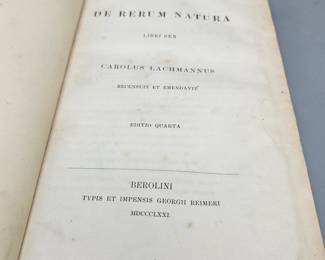 DE RERUM NATURA
LIBRI SEX
CAROLUS LACHMANNUS
RECENSUIT ET EMENDAVIT
EDITIO QUARTA
BEROLINI
TYPIS ET IMPENSIS GEORGII REIMERI
MDCCCLXXI.